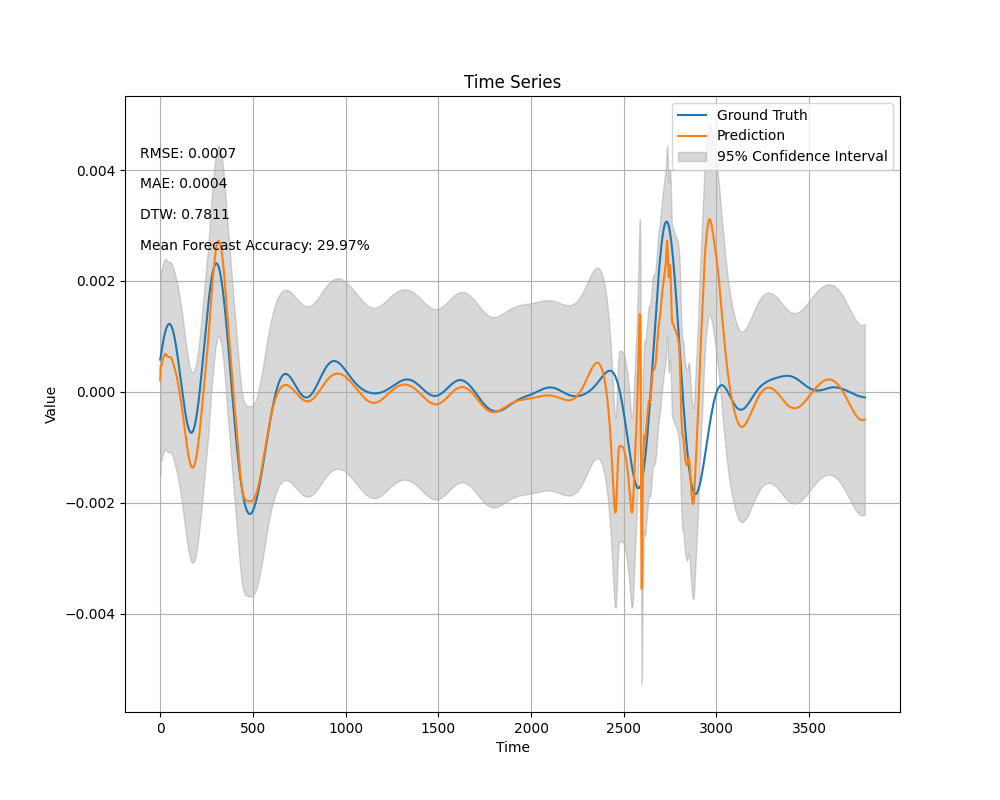 Time Series
Ground Truth
Prediction
95% Confidence Interval
RMSE: 0.0007
MAE: 0.0004
DTW: 0.7811
Mean Forecast Accuracy: 29.97%
Value
0.004
0.002
0.000
−0.002
−0.004
0 500 1000 1500 2000 2500 3000 3500
Time